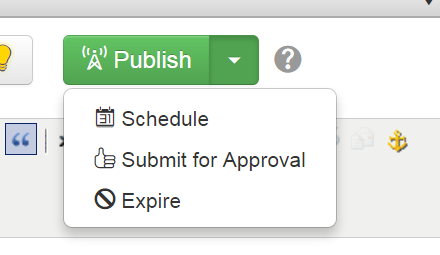 Publish
Schedule
Submit for Approval
Expire